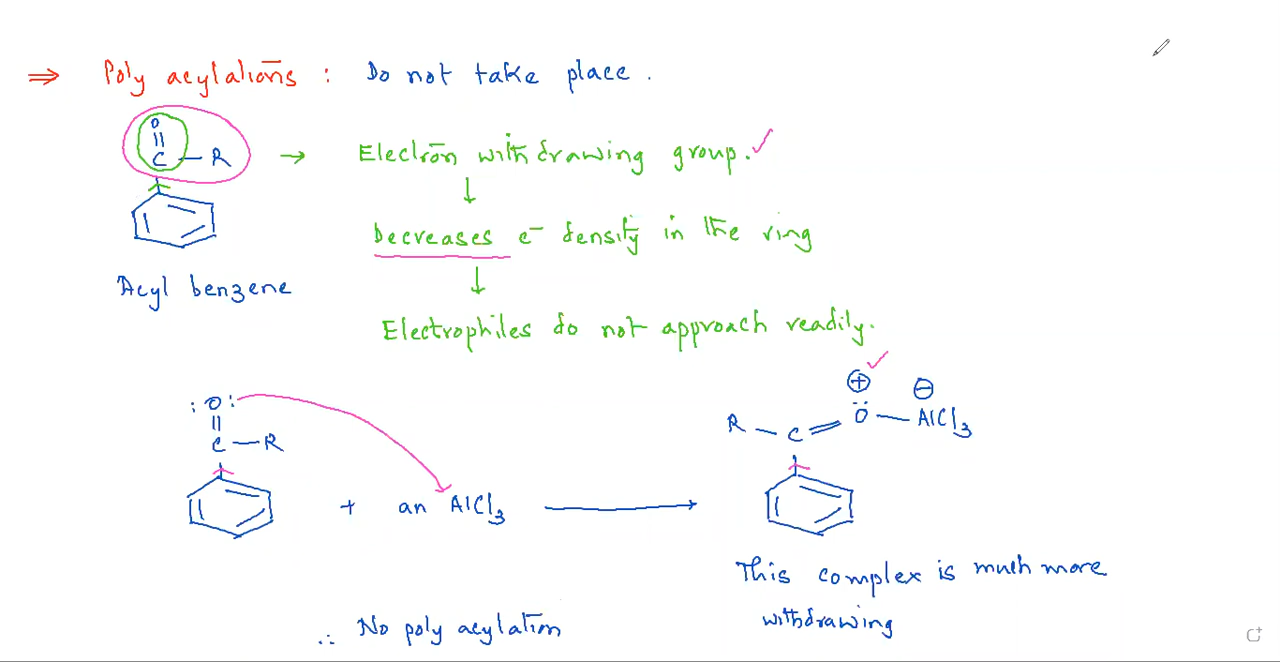 ⇒ Poly acylations : Do not take place .
O
||
C – R → Electron withdrawing group. ✓
↓
Decreases e⁻ density in the ring
↓
Acyl benzene
Electrophiles do not approach readily.
⊕ ⊖
:O: R – C = Ö – AlCl₃
||
C – R
+ an AlCl₃ →
This complex is much more
withdrawing
∴ No poly acylation